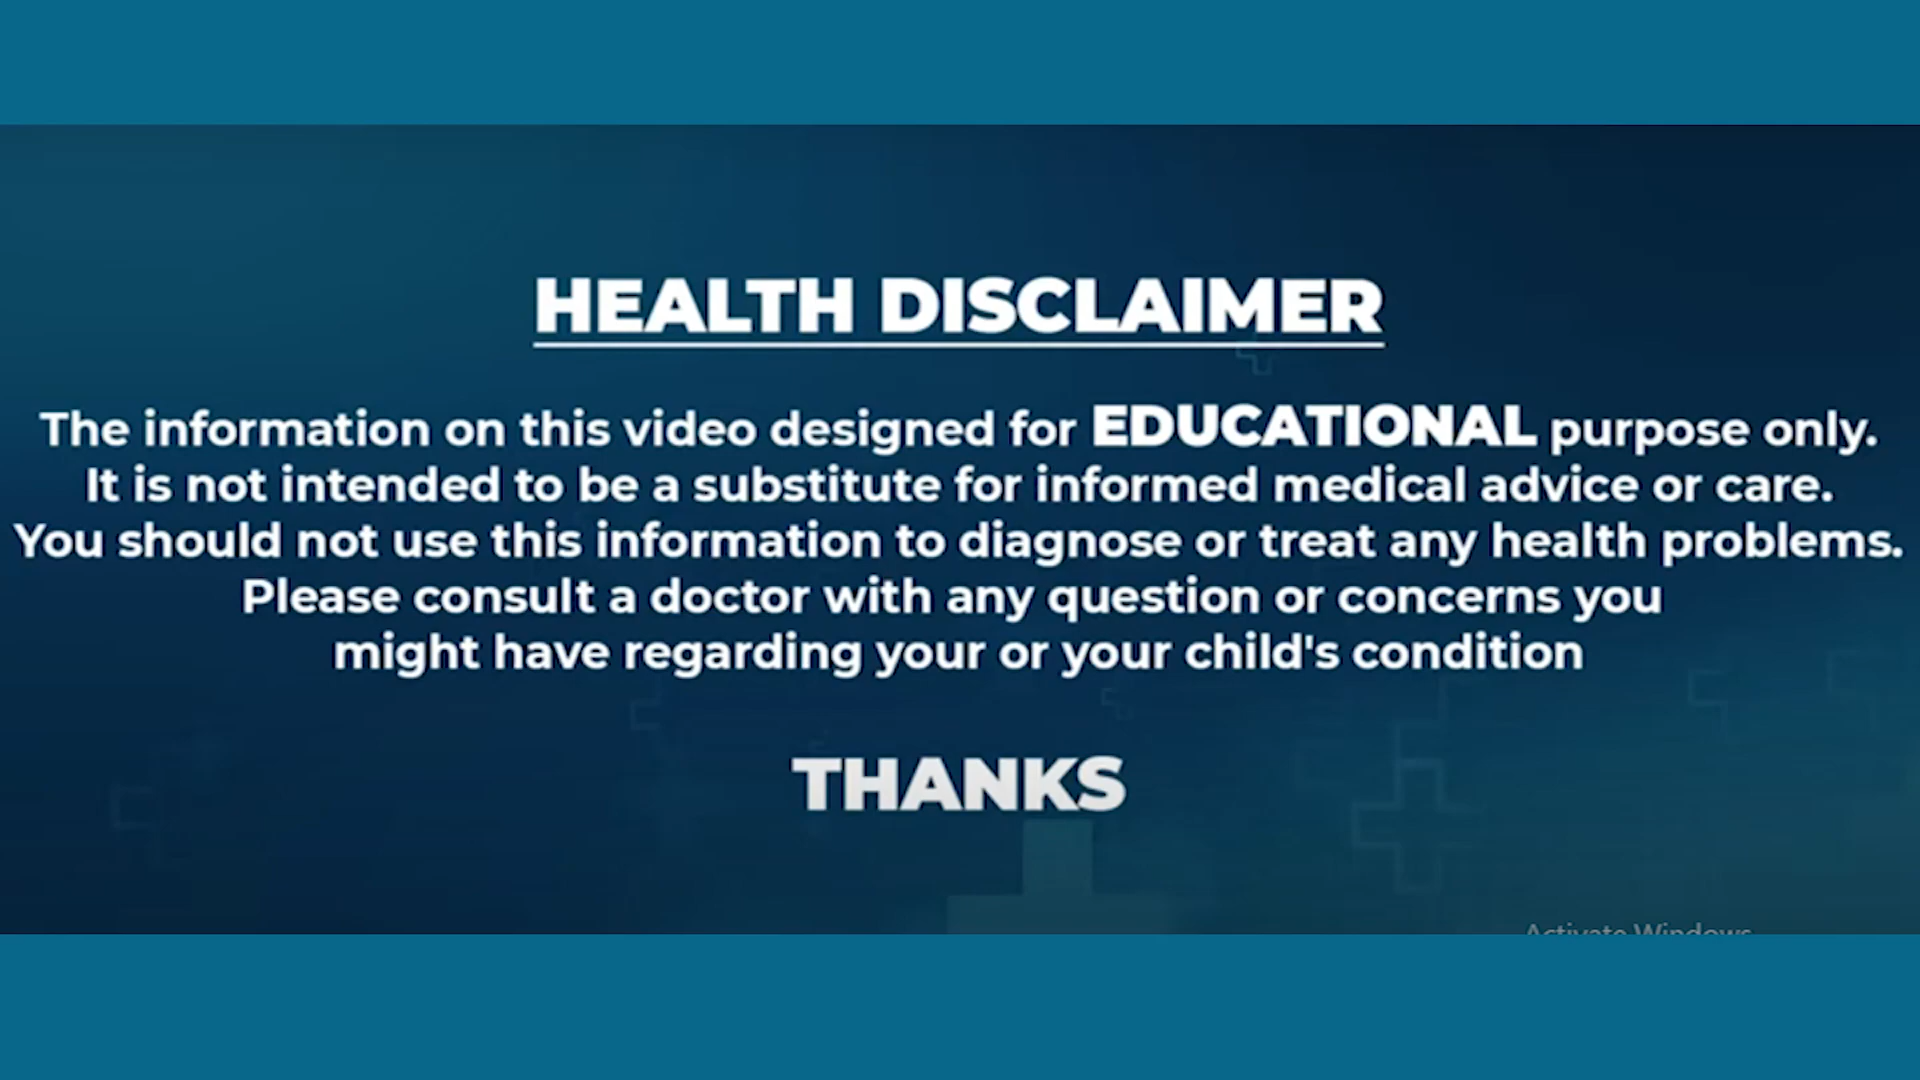 HEALTH DISCLAIMER
The information on this video designed for EDUCATIONAL purpose only.
It is not intended to be a substitute for informed medical advice or care.
You should not use this information to diagnose or treat any health problems.
Please consult a doctor with any question or concerns you
might have regarding your or your child's condition
THANKS
Activate Windows